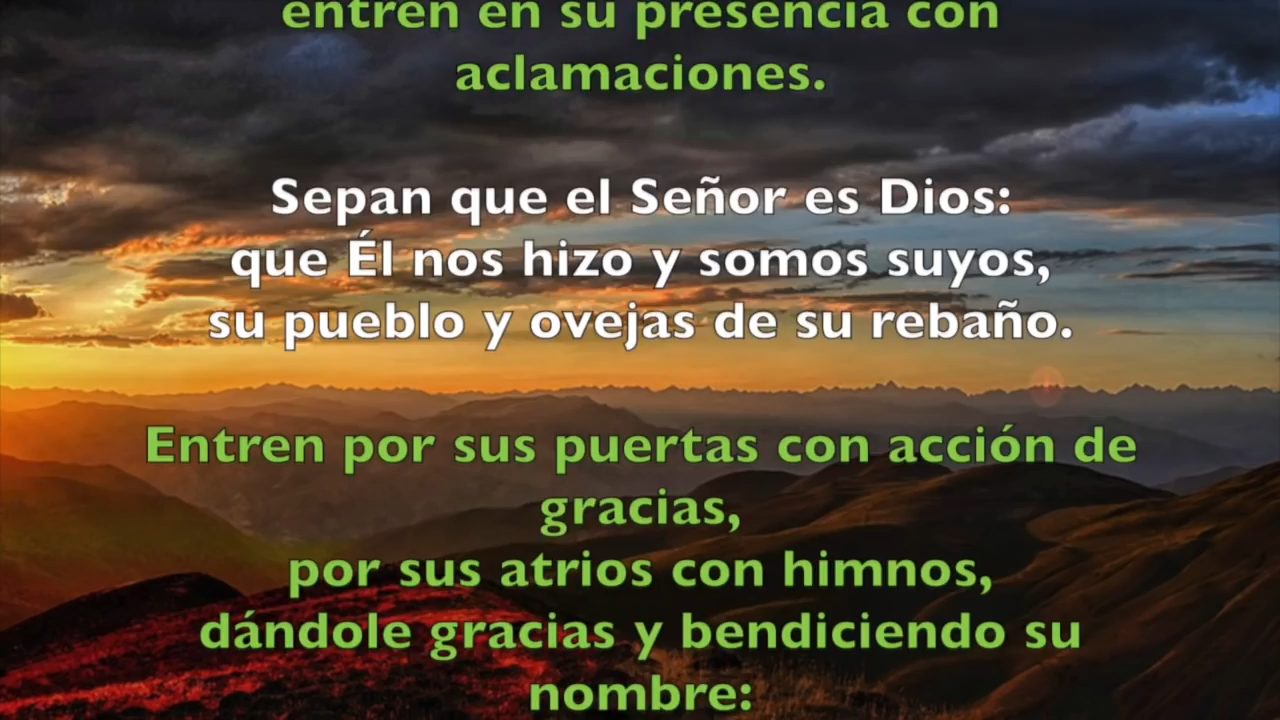 entren en su presencia con
aclamaciones.
Sepan que el Señor es Dios:
que Él nos hizo y somos suyos,
su pueblo y ovejas de su rebaño.
Entren por sus puertas con acción de
gracias,
por sus atrios con himnos,
dándole gracias y bendiciendo su
nombre: